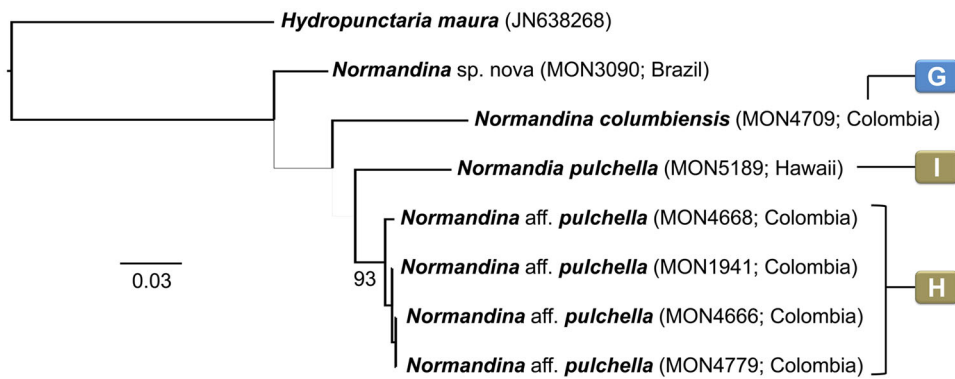 Hydropunctaria maura (JN638268)
Normandina sp. nova (MON3090; Brazil)
G
Normandina columbiensis (MON4709; Colombia)
Normandia pulchella (MON5189; Hawaii)
I
Normandina aff. pulchella (MON4668; Colombia)
0.03
93
Normandina aff. pulchella (MON1941; Colombia)
H
Normandina aff. pulchella (MON4666; Colombia)
Normandina aff. pulchella (MON4779; Colombia)